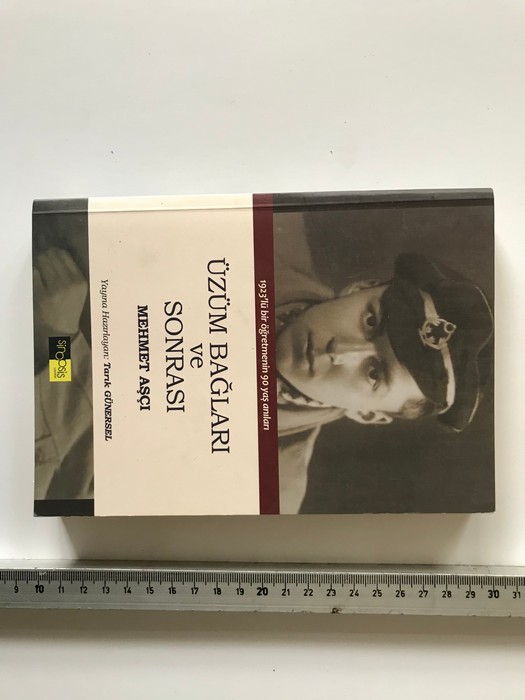 1923'lü bir öğretmenin 90 yaş anıları
ÜZÜM BAĞLARI
ve
SONRASI
MEHMET AŞÇI
Yayına Hazırlayan: Tarık GÜNERSEL
sinopsis
9 10 11 12 13 14 15 16 17 18 19 20 21 22 23 24 25 26 27 28 29 30 31